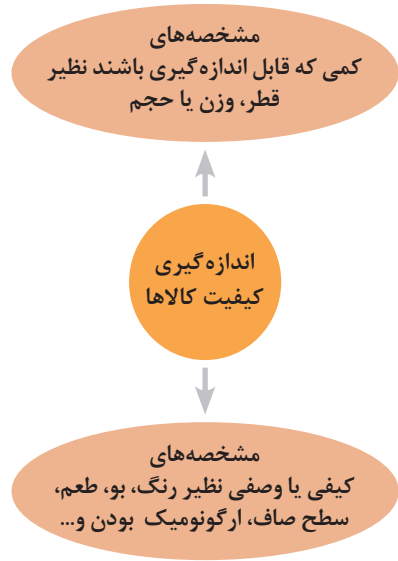 مشخصه‌های
کمی که قابل اندازه‌گیری باشند نظیر
قطر، وزن یا حجم
اندازه‌گیری
کیفیت کالاها
مشخصه‌های
کیفی یا وصفی نظیر رنگ، بو، طعم،
سطح صاف، ارگونومیک بودن و...